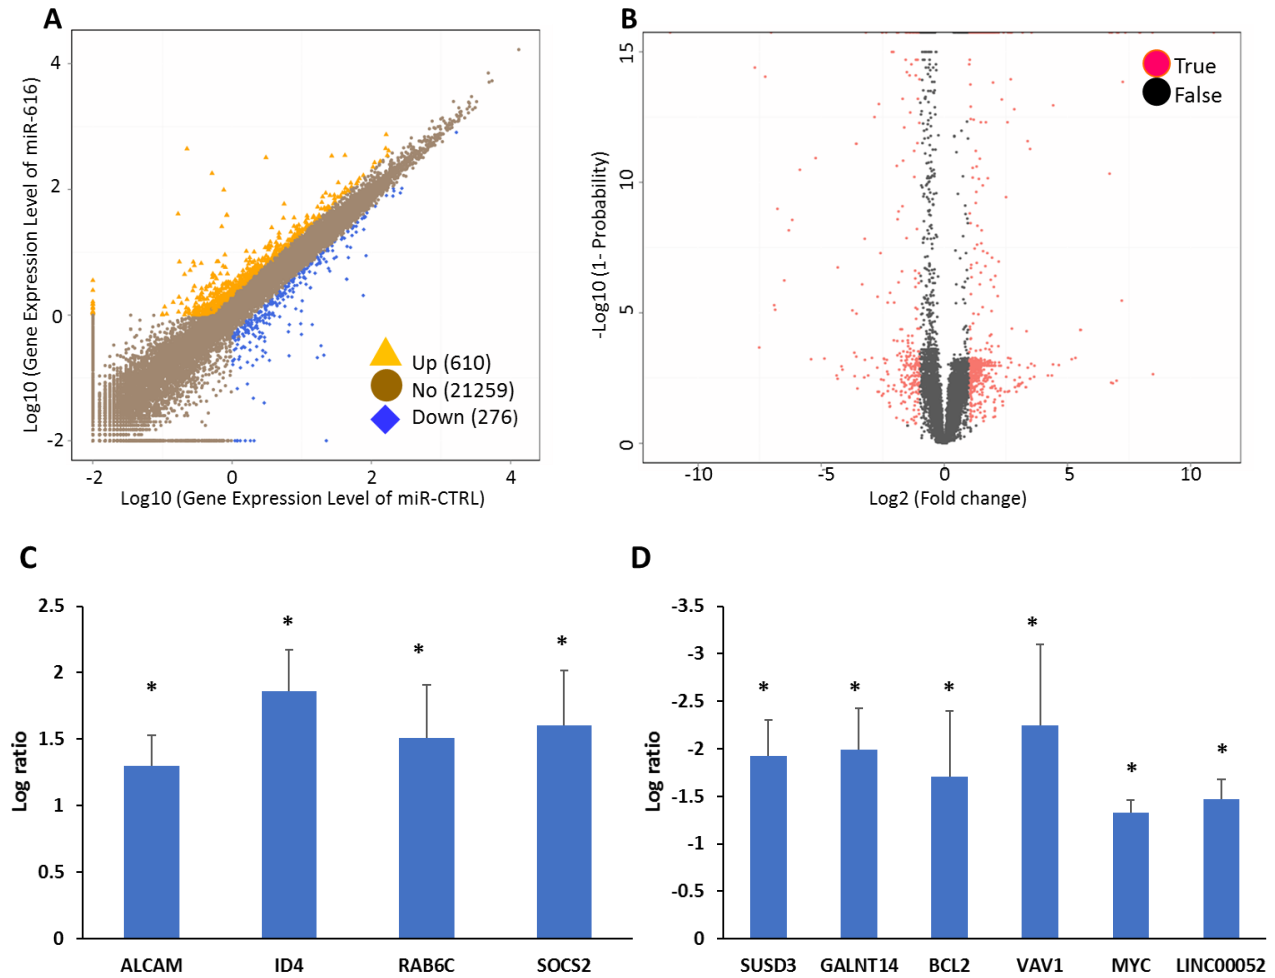 A
Log10 (Gene Expression Level of miR-616)
4
2
0
-2
Up (610)
No (21259)
Down (276)
-2
0
2
4
Log10 (Gene Expression Level of miR-CTRL)
B
-Log10 (1- Probability)
15
10
5
0
True
False
-10
-5
0
5
10
Log2 (Fold change)
C
Log ratio
2.5
2
1.5
1
0.5
0
*
*
*
*
ALCAM
ID4
RAB6C
SOCS2
D
Log ratio
-3.5
-3
-2.5
-2
-1.5
-1
-0.5
0
*
*
*
*
*
*
SUSD3
GALNT14
BCL2
VAV1
MYC
LINC00052